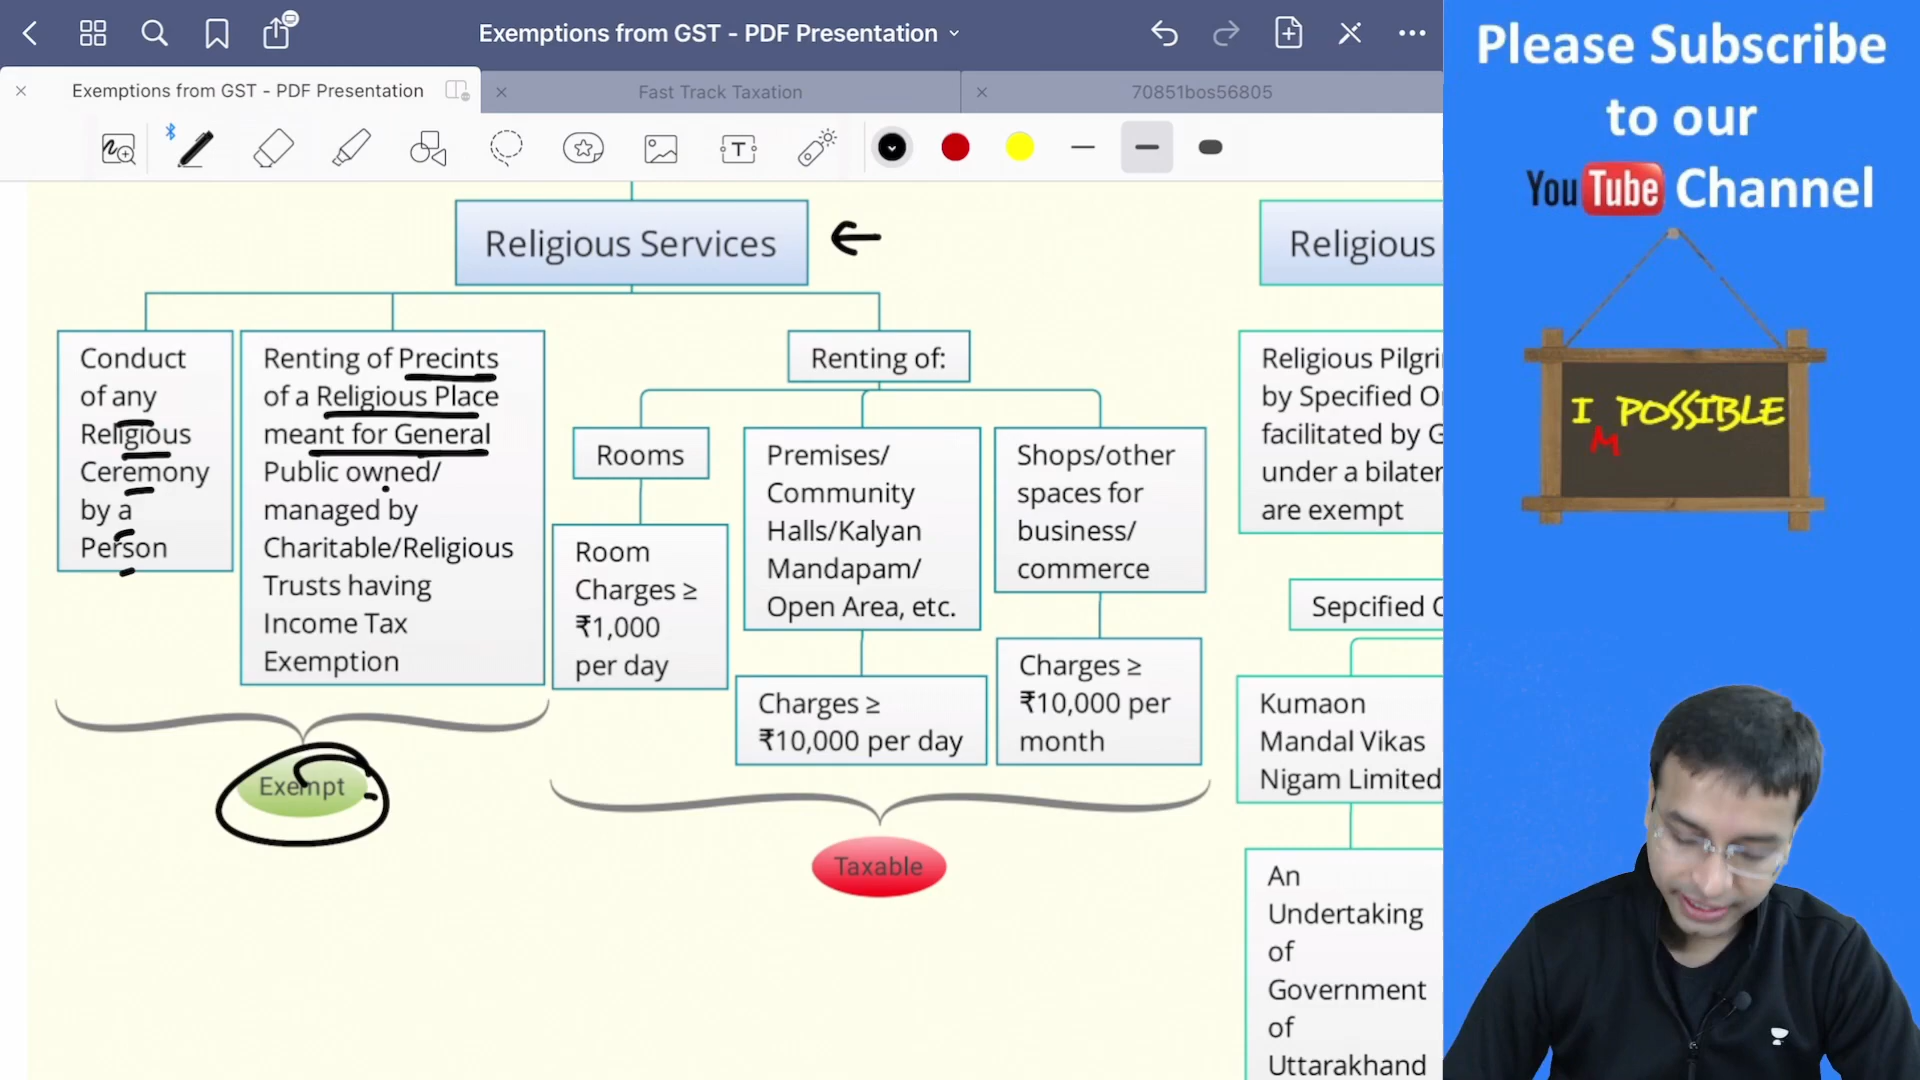 Exemptions from GST - PDF Presentation
Exemptions from GST - PDF Presentation
Fast Track Taxation
70851bos56805
Religious Services
Conduct
of any
Religious
Ceremony
by a
Person
Renting of Precints
of a Religious Place
meant for General
Public owned/
managed by
Charitable/Religious
Trusts having
Income Tax
Exemption
Exempt
Renting of:
Rooms
Room
Charges ≥
₹1,000
per day
Premises/
Community
Halls/Kalyan
Mandapam/
Open Area, etc.
Charges ≥
₹10,000 per day
Shops/other
spaces for
business/
commerce
Charges ≥
₹10,000 per
month
Taxable
Religious
Religious Pilgri
by Specified O
facilitated by G
under a bilater
are exempt
Sepcified
Kumaon
Mandal Vikas
Nigam Limited
An
Undertaking
of
Government
of
Uttarakhand
Please Subscribe
to our
YouTube Channel
I POSSIBLE
M